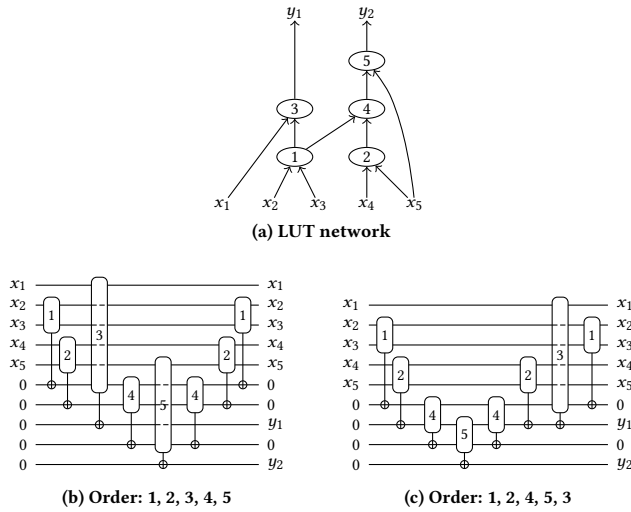 y₁ y₂
5
3 4
1 2
x₁ x₂ x₃ x₄ x₅
(a) LUT network
x₁ x₁
x₂ x₂
1 1
x₃ x₃
3
x₄ x₄
2 2
x₅ x₅
0 0
4 4
0 5 0
0 y₁
0 0
0 y₂
(b) Order: 1, 2, 3, 4, 5
x₁ x₁
x₂ x₂
1 1
x₃ x₃
3
x₄ x₄
2 2
x₅ x₅
0 0
4 4
0 y₁
5
0 0
0 y₂
(c) Order: 1, 2, 4, 5, 3